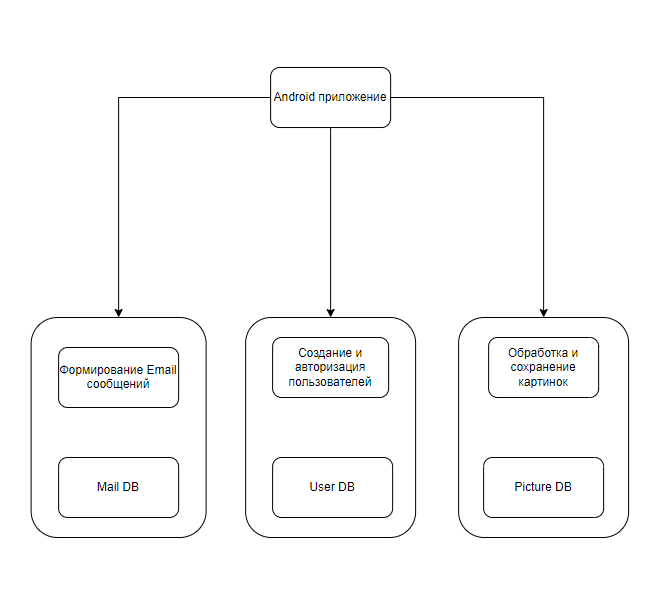 Android приложение
Формирование Email
сообщений
Mail DB
Создание и
авторизация
пользователей
User DB
Обработка и
сохранение
картинок
Picture DB